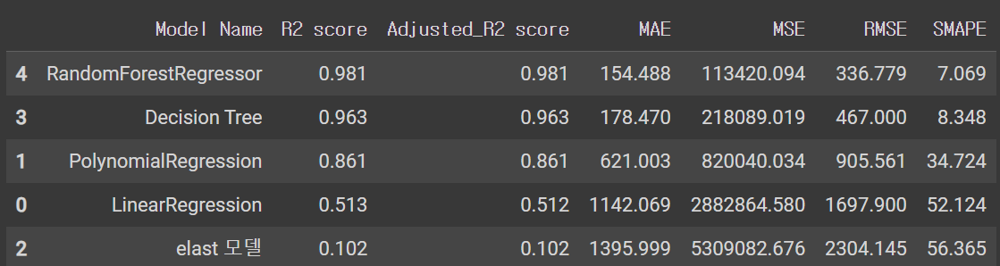 Model Name R2 score Adjusted_R2 score MAE MSE RMSE SMAPE
4 RandomForestRegressor 0.981 0.981 154.488 113420.094 336.779 7.069
3 Decision Tree 0.963 0.963 178.470 218089.019 467.000 8.348
1 PolynomialRegression 0.861 0.861 621.003 820040.034 905.561 34.724
0 LinearRegression 0.513 0.512 1142.069 2882864.580 1697.900 52.124
2 elast 모델 0.102 0.102 1395.999 5309082.676 2304.145 56.365